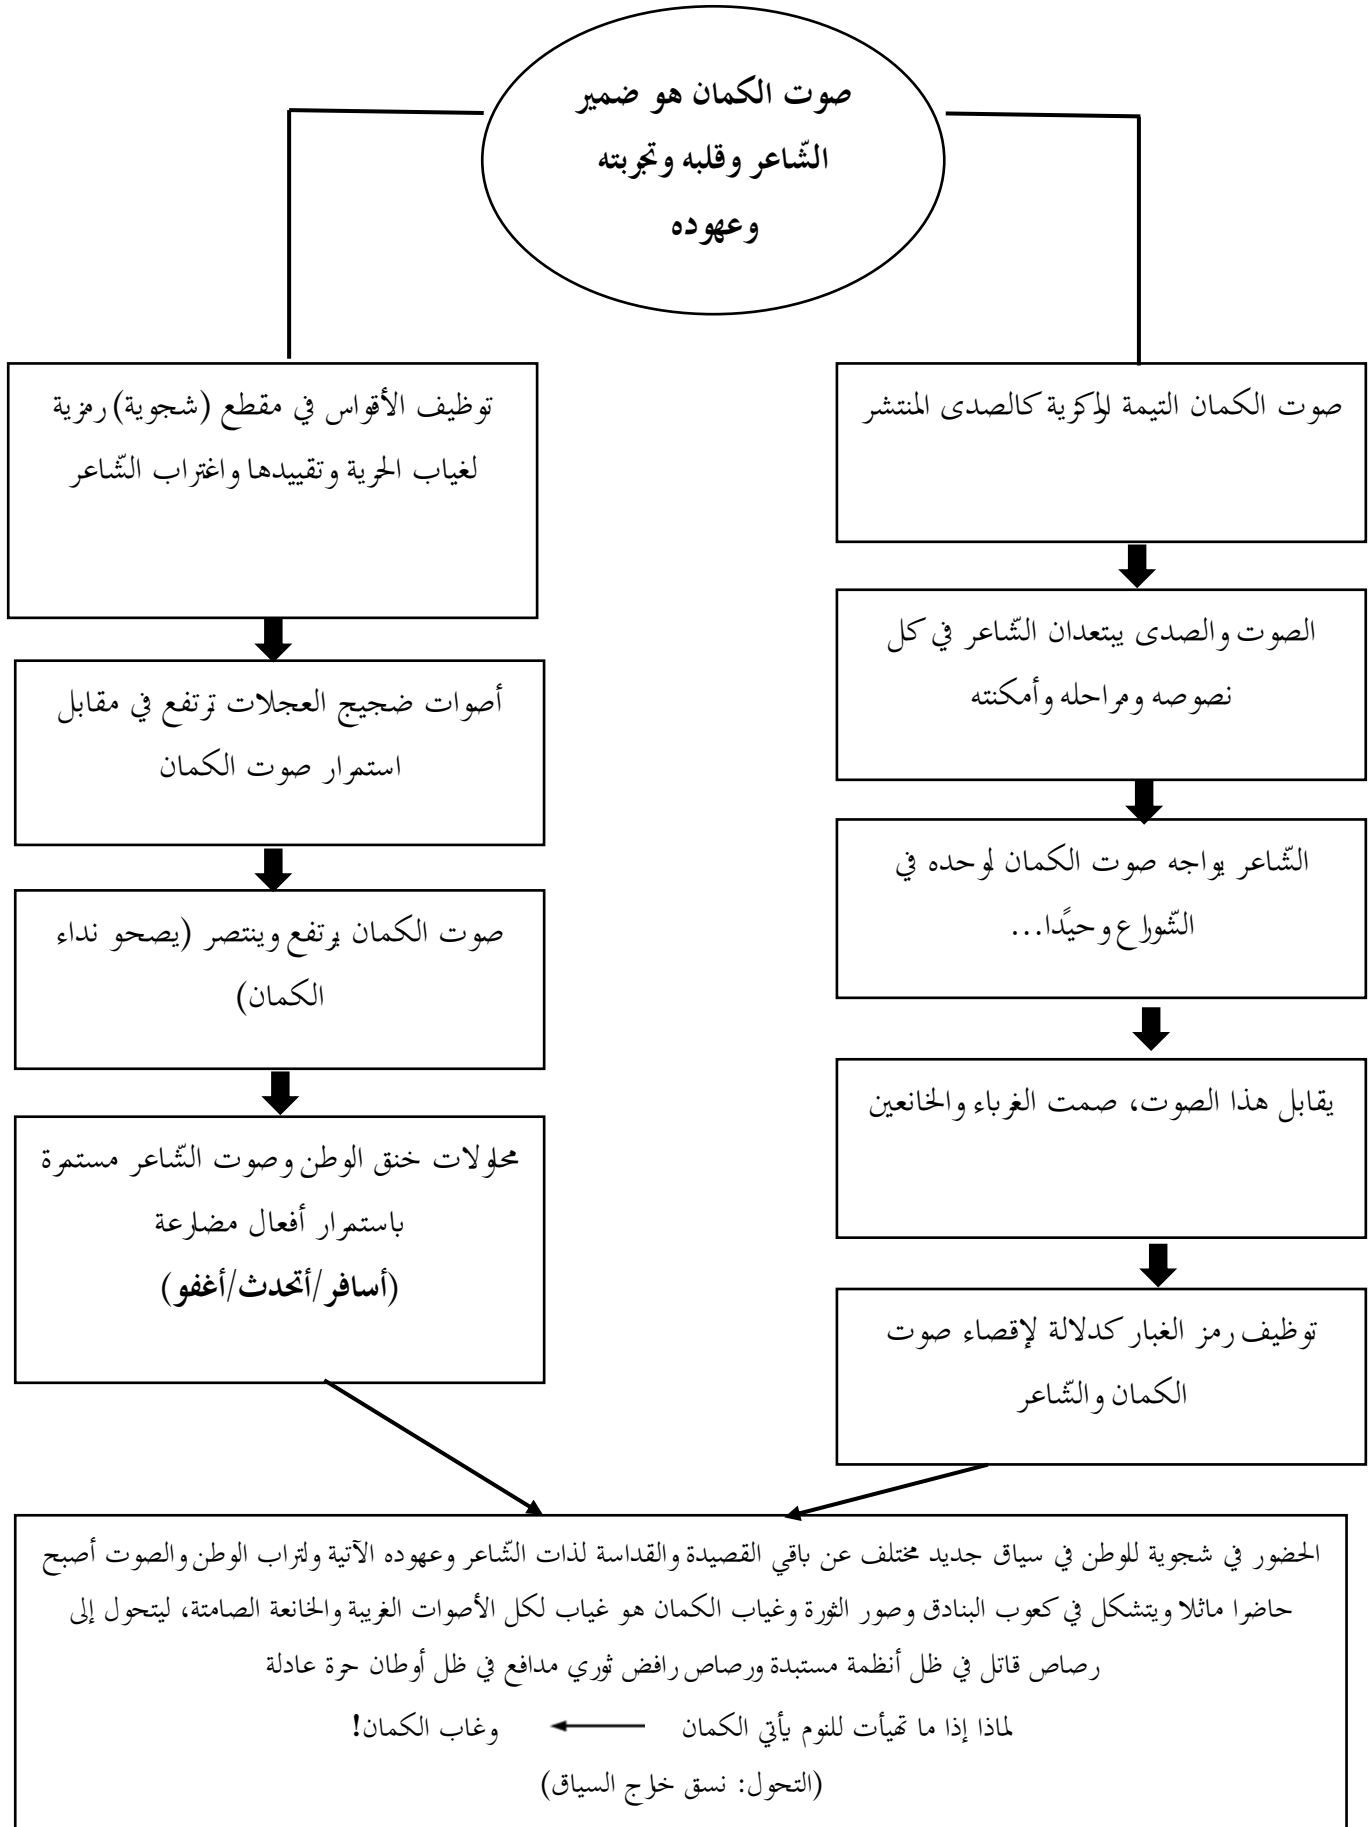 صوت الكمان هو ضمير
الشّاعر وقلبه وتجربته
وعهوده
صوت الكمان التيمة المركزية كالصدى المنتشر
الصوت والصدى يبتعدان الشّاعر في كل
نصوصه ومراحله وأمكنته
الشّاعر يواجه صوت الكمان لوحده في
الشّوارع وحيدًا...
يقابل هذا الصوت، صمت الغرباء والخانعين
توظيف رمز الغبار كدلالة لإقصاء صوت
الكمان والشّاعر
توظيف الأقواس في مقطع (شجوية) رمزية
لغياب الحرية وتقييدها واغتراب الشّاعر
أصوات ضجيج العجلات ترتفع في مقابل
استمرار صوت الكمان
صوت الكمان يرتفع وينتصر (يصحو نداء
الكمان)
محاولات خنق الوطن وصوت الشّاعر مستمرة
باستمرار أفعال مضارعة
(أسافر/أتحدث/أغفو)
الحضور في شجوية للوطن في سياق جديد مختلف عن باقي القصيدة والقداسة لذات الشّاعر وعهوده الآتية ولتراب الوطن والصوت أصبح
حاضرا ماثلا ويتشكل في كعوب البنادق وصور الثورة وغياب الكمان هو غياب لكل الأصوات الغريبة والخانعة الصامتة، ليتحول إلى
رصاص قاتل في ظل أنظمة مستبدة ورصاص رافض ثوري مدافع في ظل أوطان حرة عادلة
لماذا إذا ما تهيأت للنوم يأتي الكمان ← وغاب الكمان!
(التحول: نسق خارج السياق)